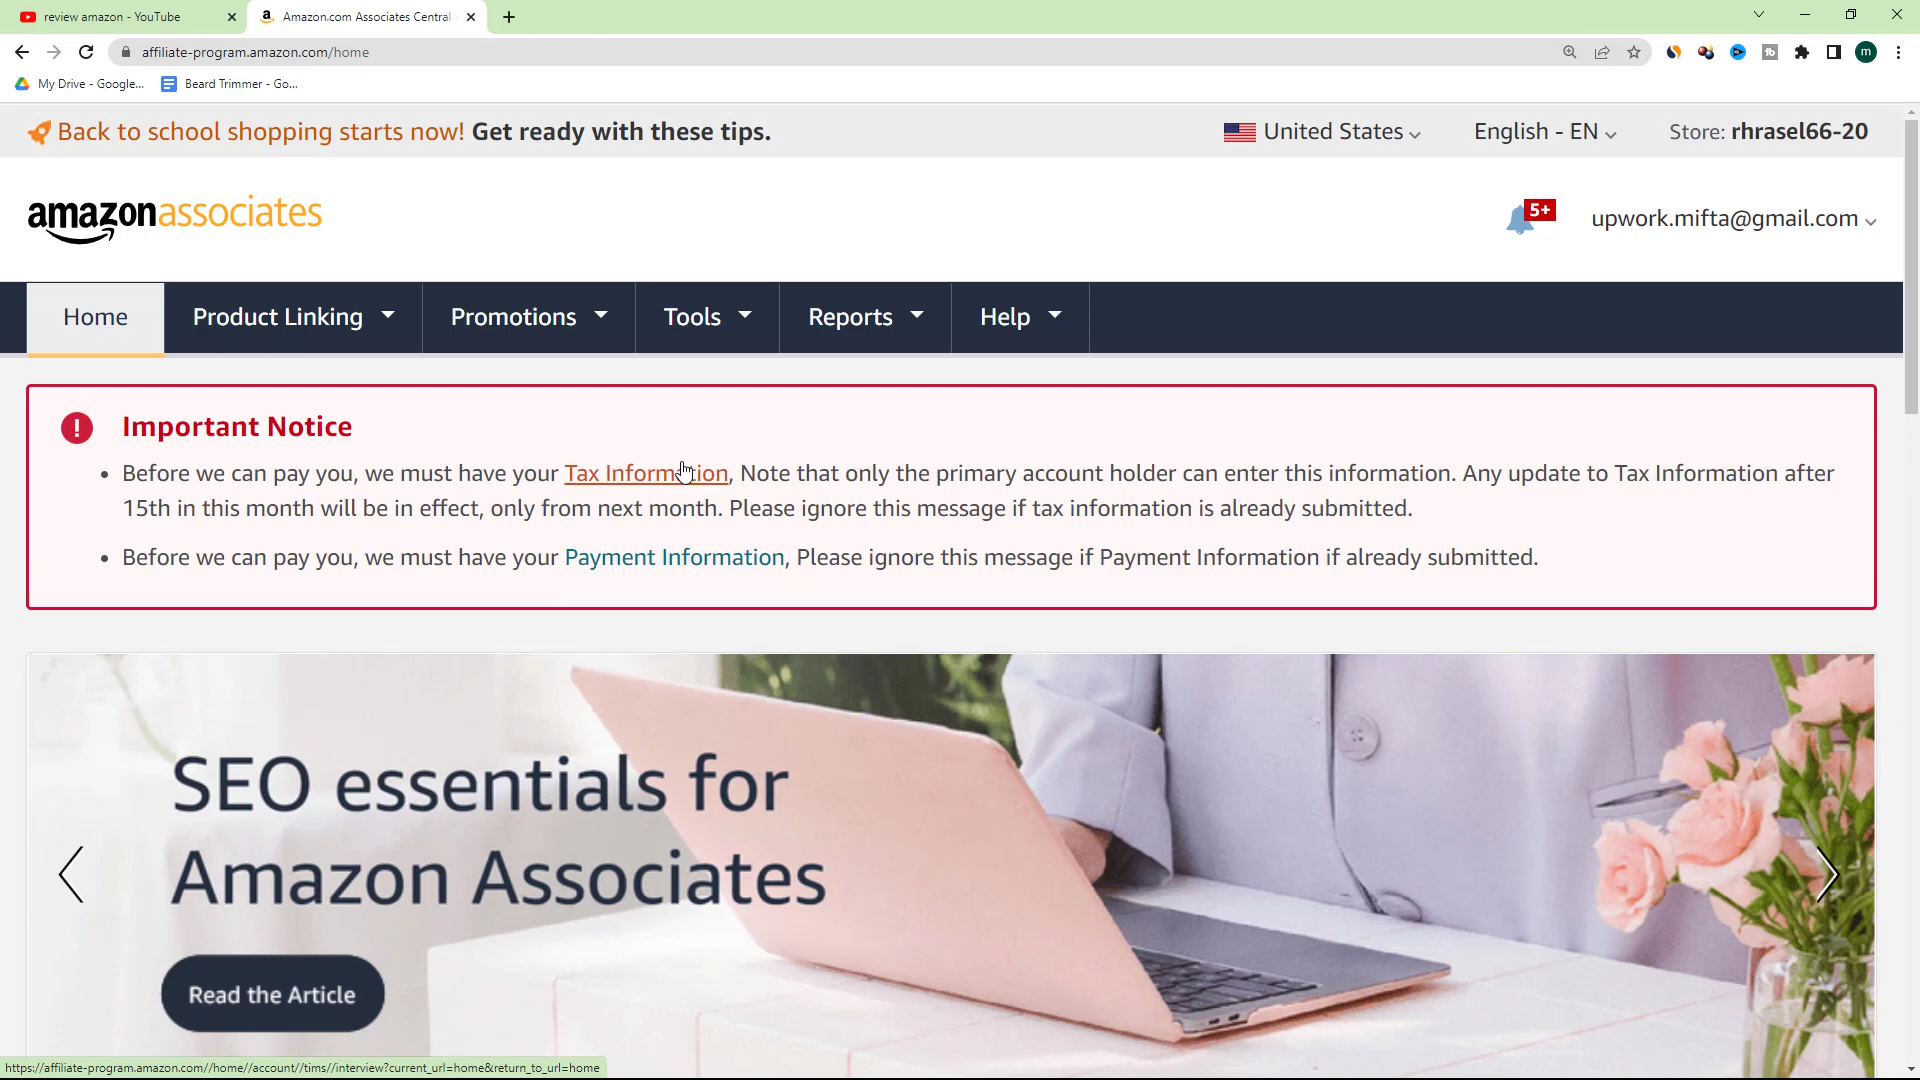 review amazon - YouTube
Amazon.com Associates Central
affiliate-program.amazon.com/home
m
My Drive - Google...
Beard Trimmer - Go...
Back to school shopping starts now! Get ready with these tips.
United States
English - EN
Store: rhrasel66-20
amazonassociates
5+
upwork.mifta@gmail.com
Home
Product Linking
Promotions
Tools
Reports
Help
Important Notice
• Before we can pay you, we must have your Tax Information, Note that only the primary account holder can enter this information. Any update to Tax Information after
15th in this month will be in effect, only from next month. Please ignore this message if tax information is already submitted.
• Before we can pay you, we must have your Payment Information, Please ignore this message if Payment Information if already submitted.
SEO essentials for
Amazon Associates
Read the Article
https://affiliate-program.amazon.com//home//account//tims//interview?current_url=home&return_to_url=home